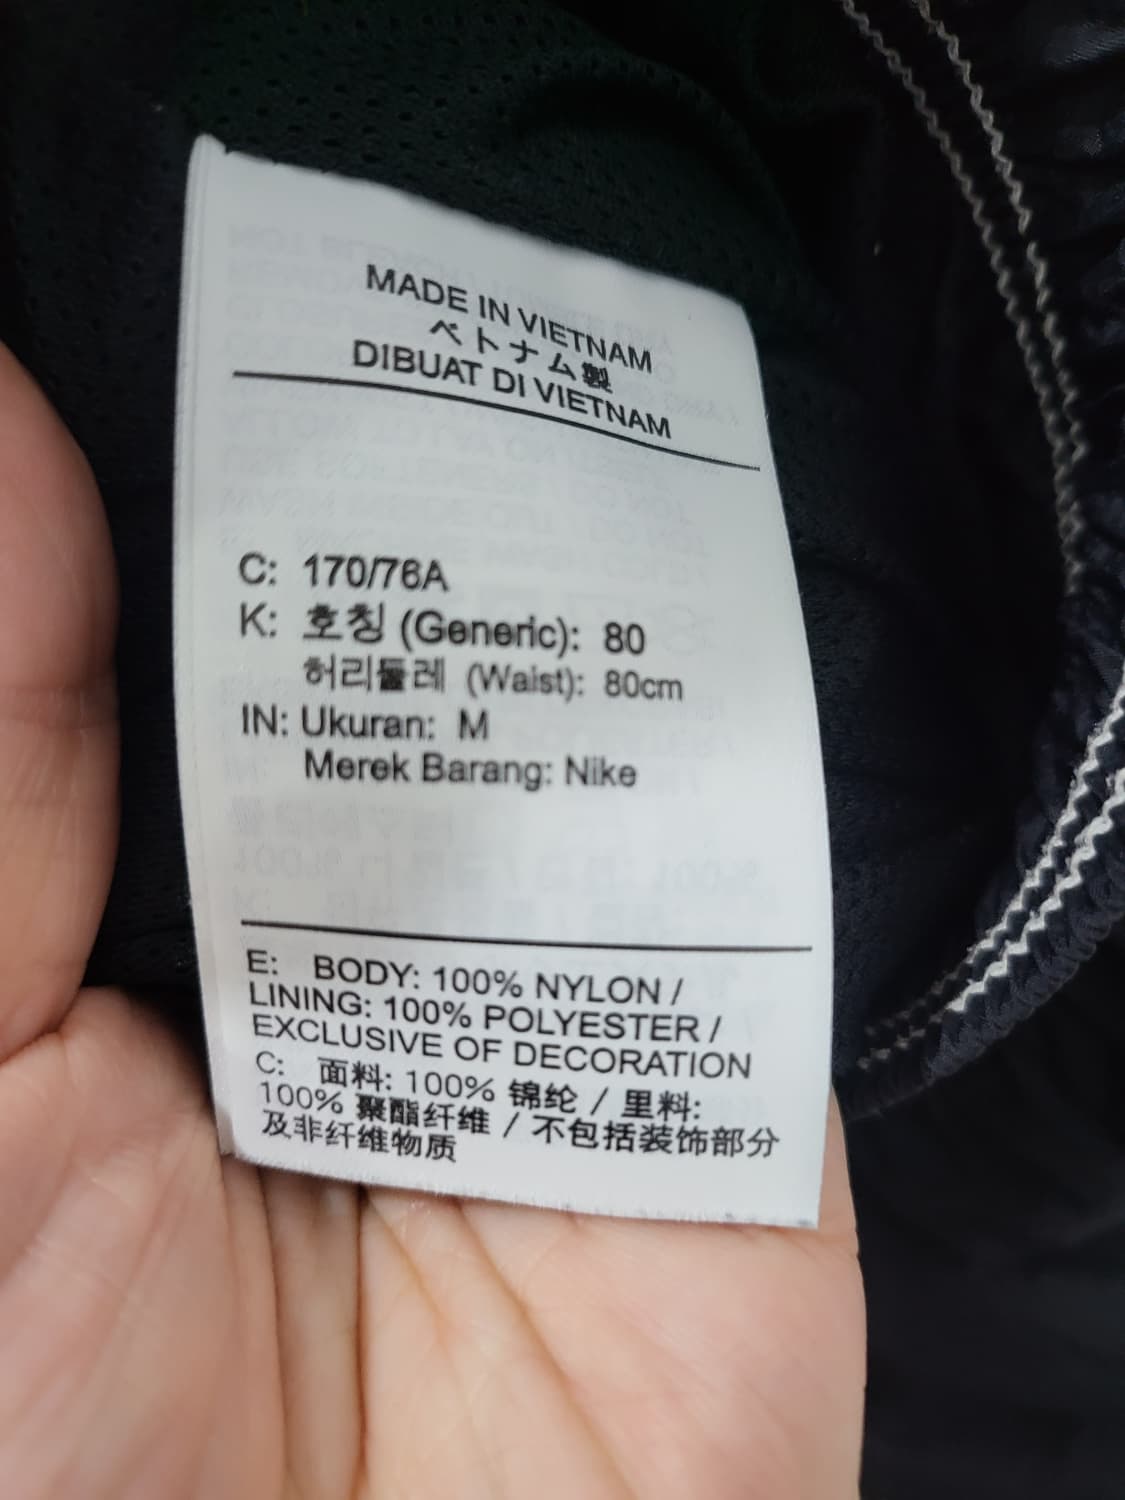 MADE IN VIETNAM
ベトナム製
DIBUAT DI VIETNAM
C: 170/76A
K: 호칭 (Generic): 80
허리둘레 (Waist): 80cm
IN: Ukuran: M
Merek Barang: Nike
E: BODY: 100% NYLON /
LINING: 100% POLYESTER /
EXCLUSIVE OF DECORATION
C: 面料: 100% 锦纶 / 里料:
100% 聚酯纤维 / 不包括装饰部分
及非纤维物质